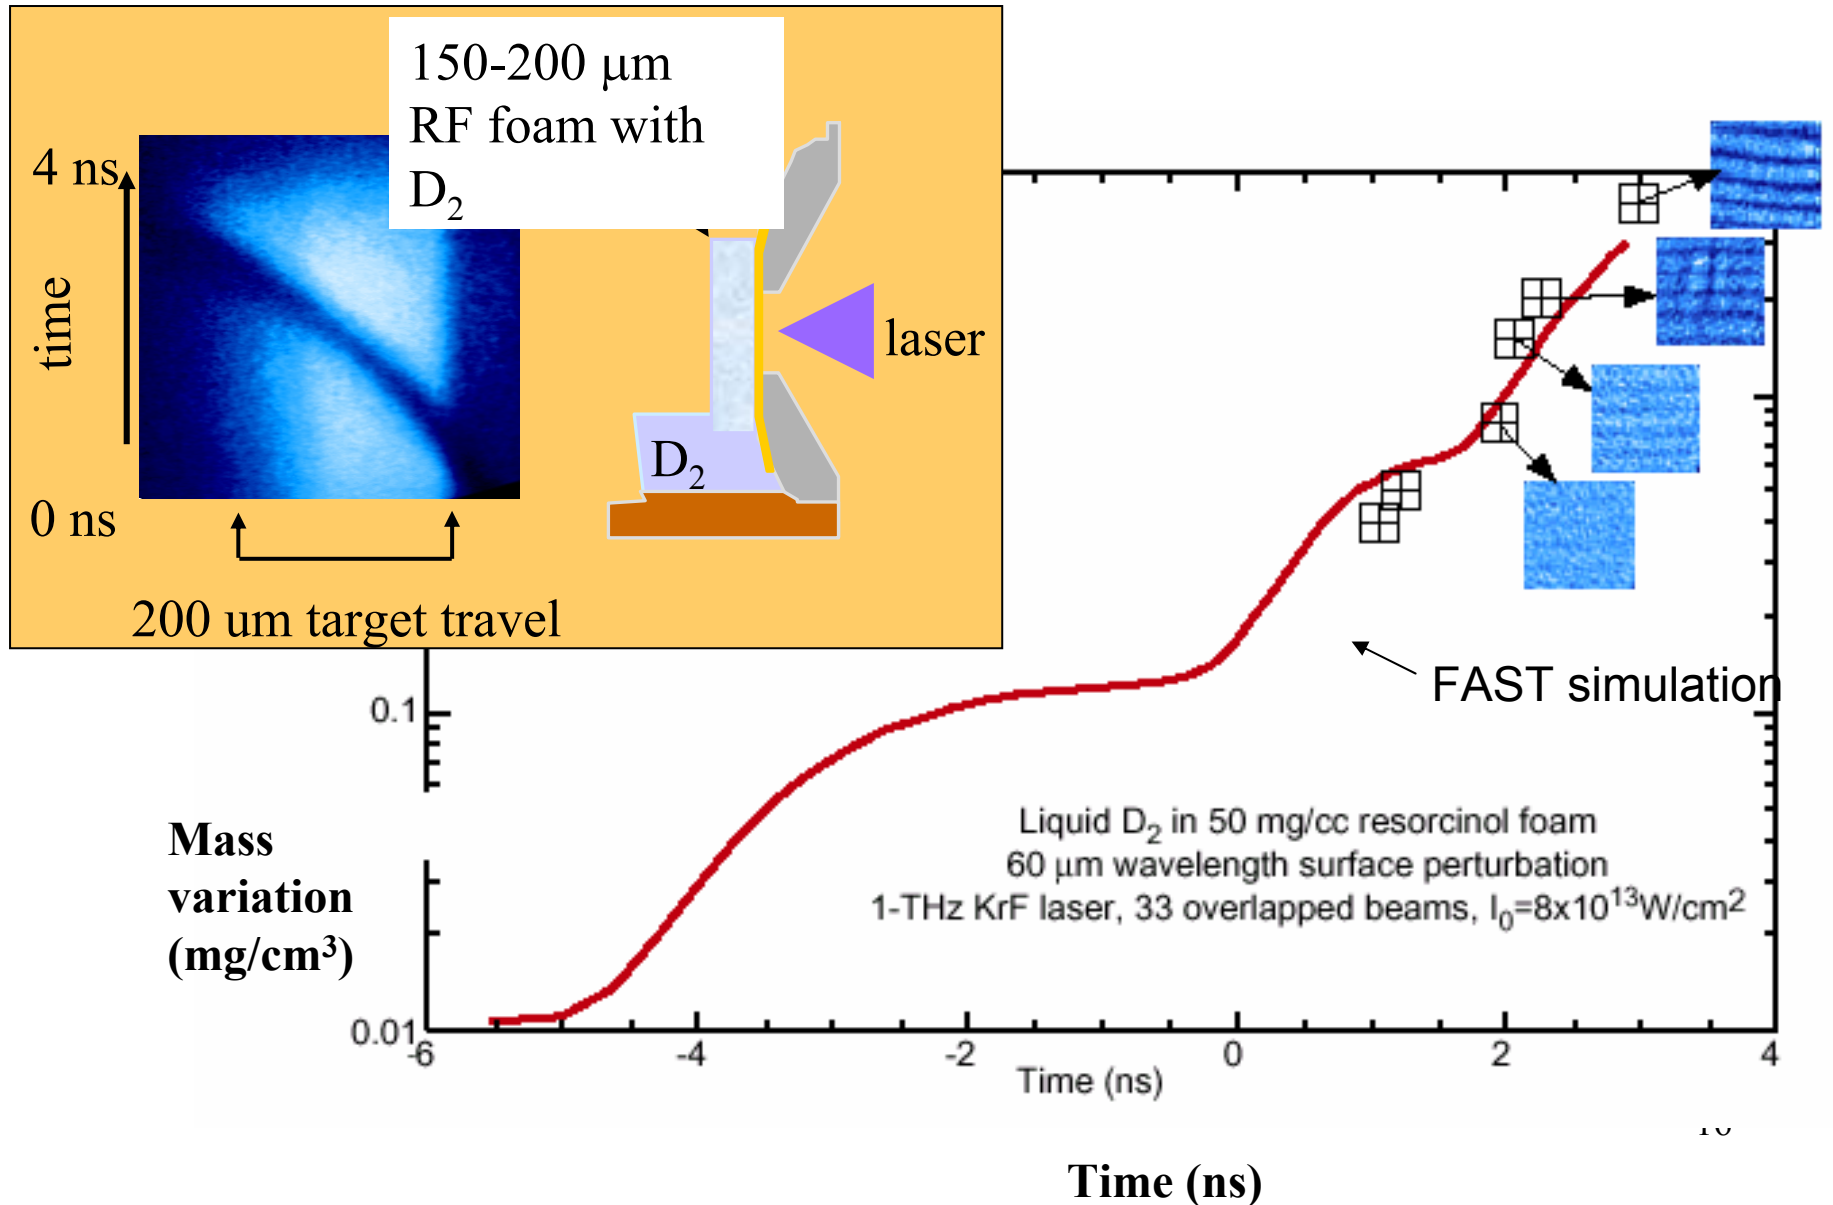 150-200 μm
RF foam with
D2
4 ns
time
0 ns
laser
D2
200 um target travel
FAST simulation
0.1
Mass
variation
(mg/cm3)
Liquid D2 in 50 mg/cc resorcinol foam
60 μm wavelength surface perturbation
1-THz KrF laser, 33 overlapped beams, I0=8x10^13W/cm2
0.01
-6 -4 -2 0 2 4
Time (ns)
Time (ns)